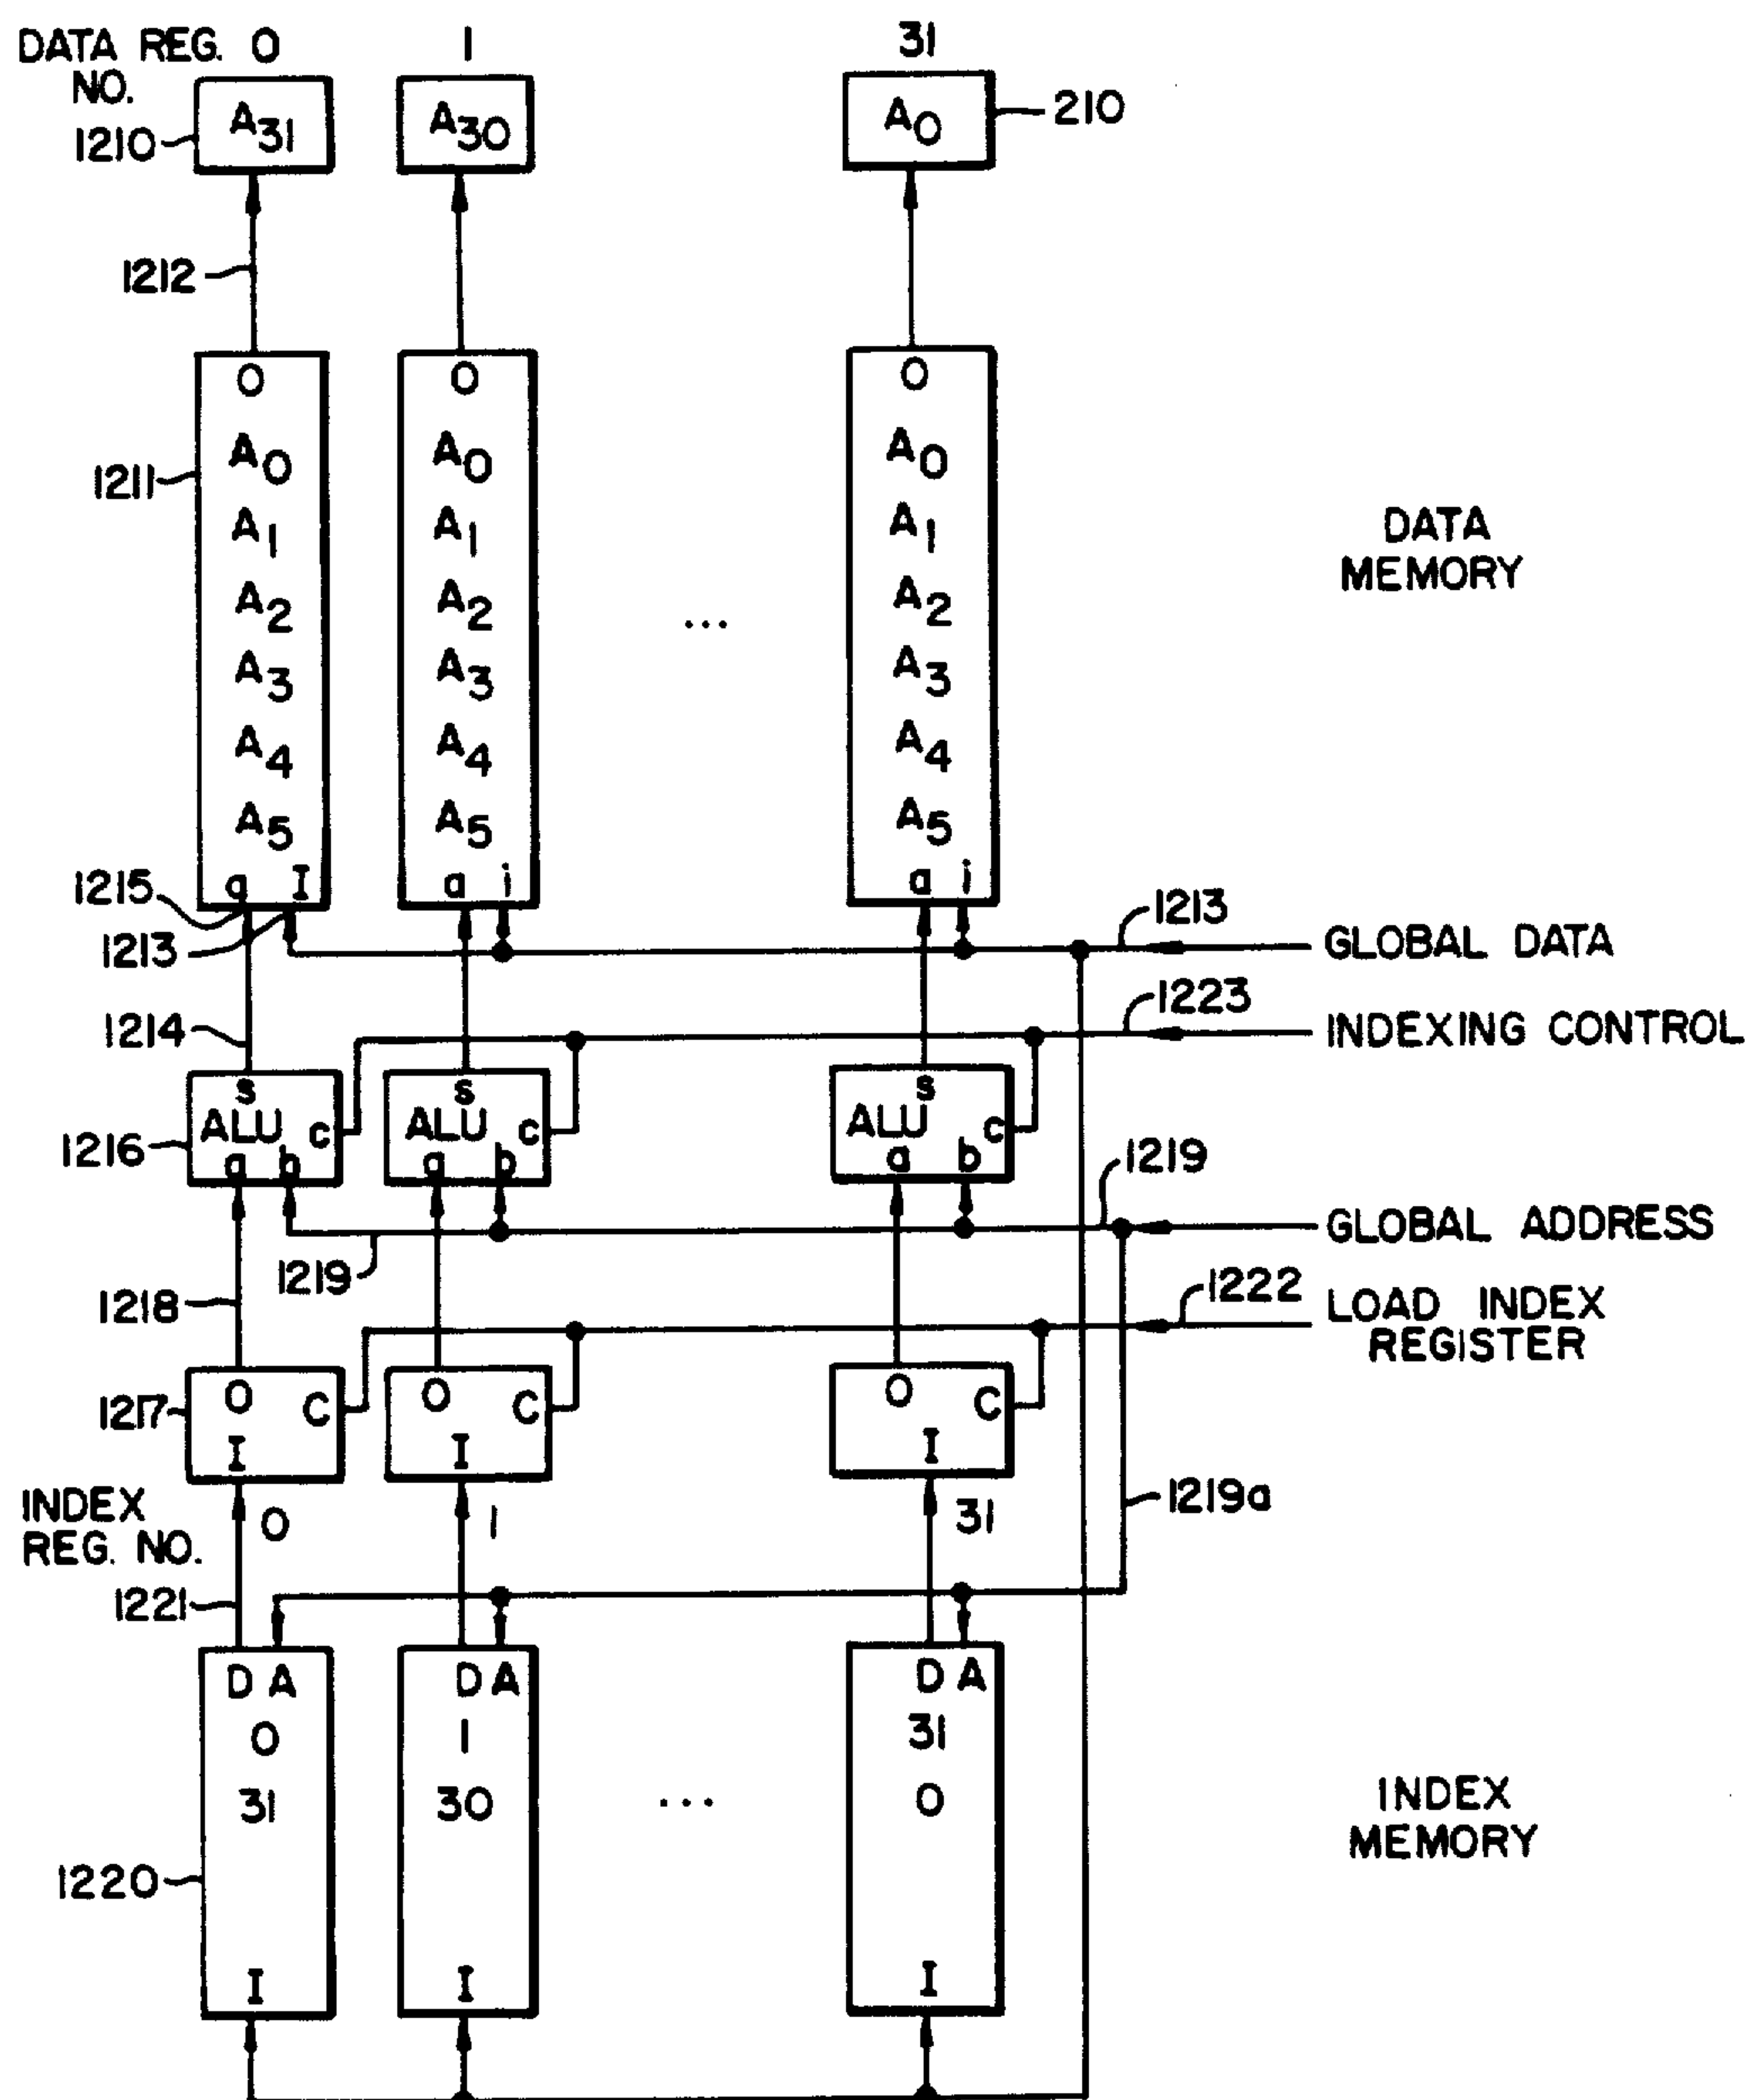 DATA REG. 0 1 31
NO.
1210 A31 A30 A0 210
1212
O O O
1211 A0 A0 A0
A1 A1 A1
A2 A2 A2
DATA
MEMORY
... 
A3 A3 A3
A4 A4 A4
A5 A5 A5
1215 a I a i a i
1213 1213 GLOBAL DATA
1214 1223 INDEXING CONTROL
s s s
1216 ALU c ALU c ALU c
a b a b a b
1219 GLOBAL ADDRESS
1219
1218 1222 LOAD INDEX
REGISTER
1217 O C O C O C
I I I
INDEX
REG. NO. 0 1 31
1219a
1221
D A D A D A
0 1 31
31 30 ... 0
INDEX
MEMORY
1220
I I I